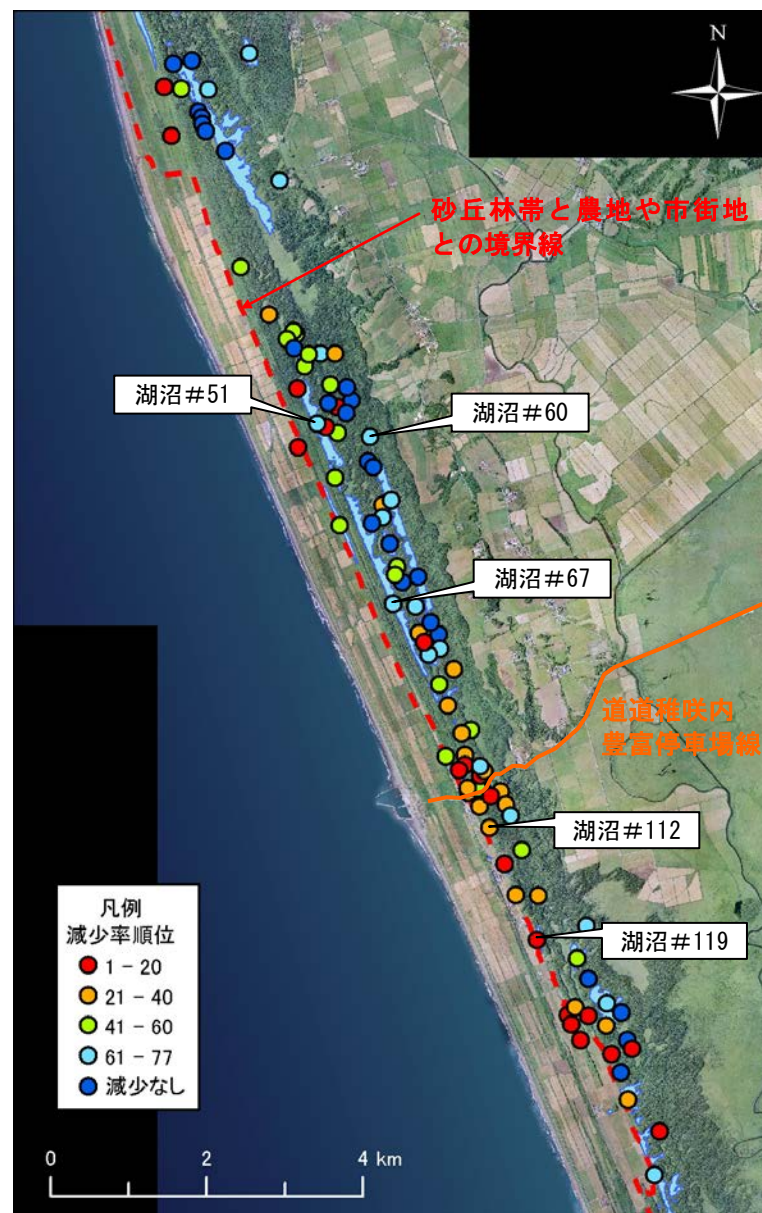 N
砂丘林帯と農地や市街地
との境界線
湖沼＃51
湖沼＃60
湖沼＃67
道道稚咲内
豊富停車場線
湖沼＃112
湖沼＃119
凡例
減少率順位
1 − 20
21 − 40
41 − 60
61 − 77
減少なし
0 2 4 km